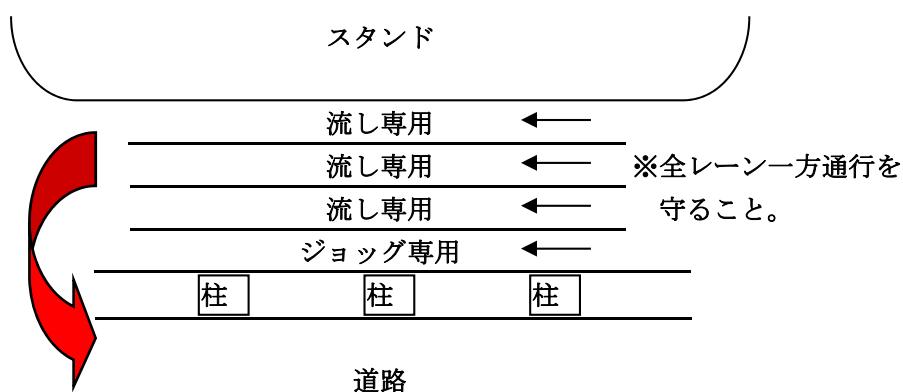 スタンド
流し専用
流し専用
※全レーン一方通行を
流し専用
守ること。
ジョッグ専用
柱 柱 柱
道路